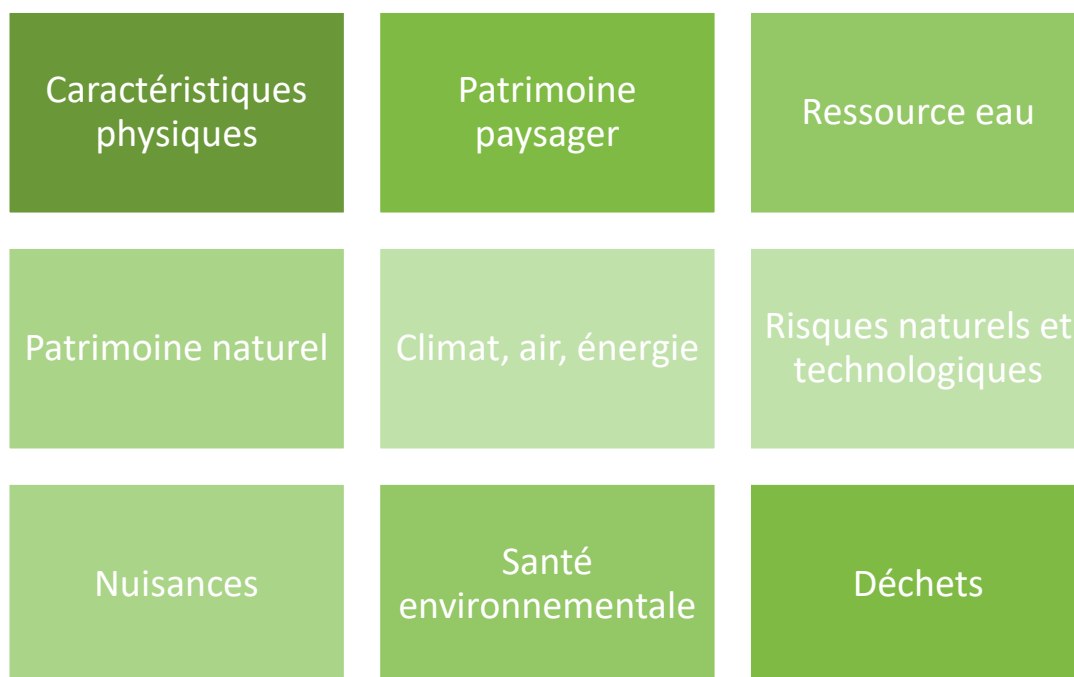 Caractéristiques
physiques
Patrimoine
paysager
Ressource eau
Patrimoine naturel
Climat, air, énergie
Risques naturels et
technologiques
Nuisances
Santé
environnementale
Déchets